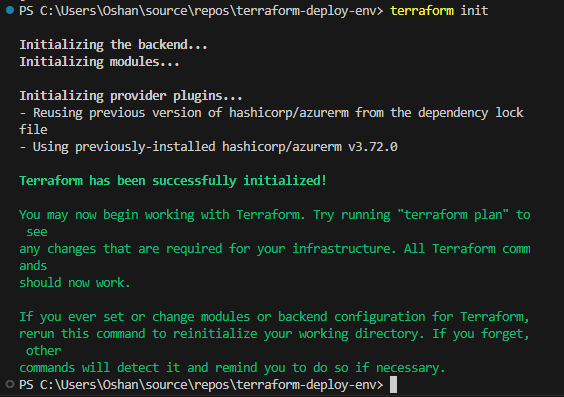 PS C:\Users\Oshan\source\repos\terraform-deploy-env> terraform init
Initializing the backend...
Initializing modules...
Initializing provider plugins...
- Reusing previous version of hashicorp/azurerm from the dependency lock
file
- Using previously-installed hashicorp/azurerm v3.72.0
Terraform has been successfully initialized!
You may now begin working with Terraform. Try running "terraform plan" to
see
any changes that are required for your infrastructure. All Terraform comm
ands
should now work.
If you ever set or change modules or backend configuration for Terraform,
rerun this command to reinitialize your working directory. If you forget,
other
commands will detect it and remind you to do so if necessary.
PS C:\Users\Oshan\source\repos\terraform-deploy-env>